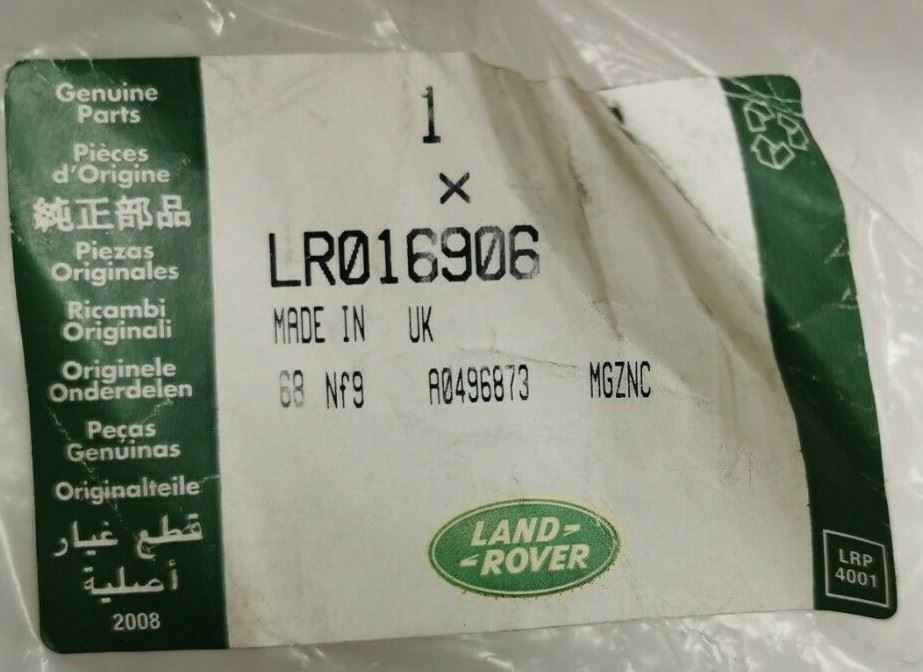 Genuine
Parts
Pièces
d'Origine
純正部品
Piezas
Originales
Ricambi
Originali
Originele
Onderdelen
Peças
Genúinas
Originalteile
قطع غيار
أصلية
2008
1
×
LR016906
MADE IN UK
68 Nf9 A0496873 MGZNC
LAND-
-ROVER
LRP
4001